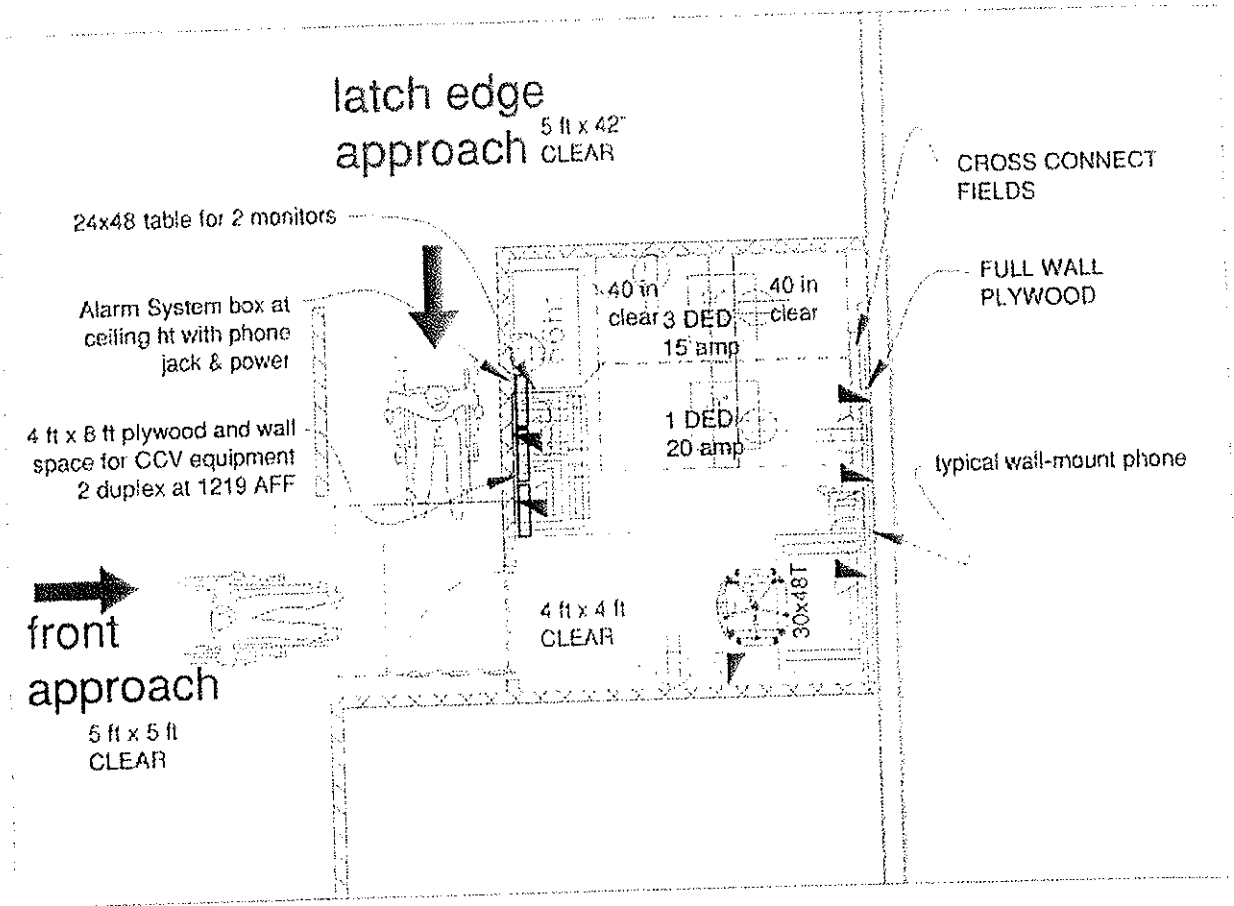 latch edge
approach
5 ft x 42"
CLEAR
24x48 table for 2 monitors
Alarm System box at
ceiling ht with phone
jack & power
4 ft x 8 ft plywood and wall
space for CCV equipment
2 duplex at 1219 AFF
front
approach
5 ft x 5 ft
CLEAR
40 in
clear
3 DED
15 amp
40 in
clear
1 DED
20 amp
4 ft x 4 ft
CLEAR
30x48T
CROSS CONNECT
FIELDS
FULL WALL
PLYWOOD
typical wall-mount phone